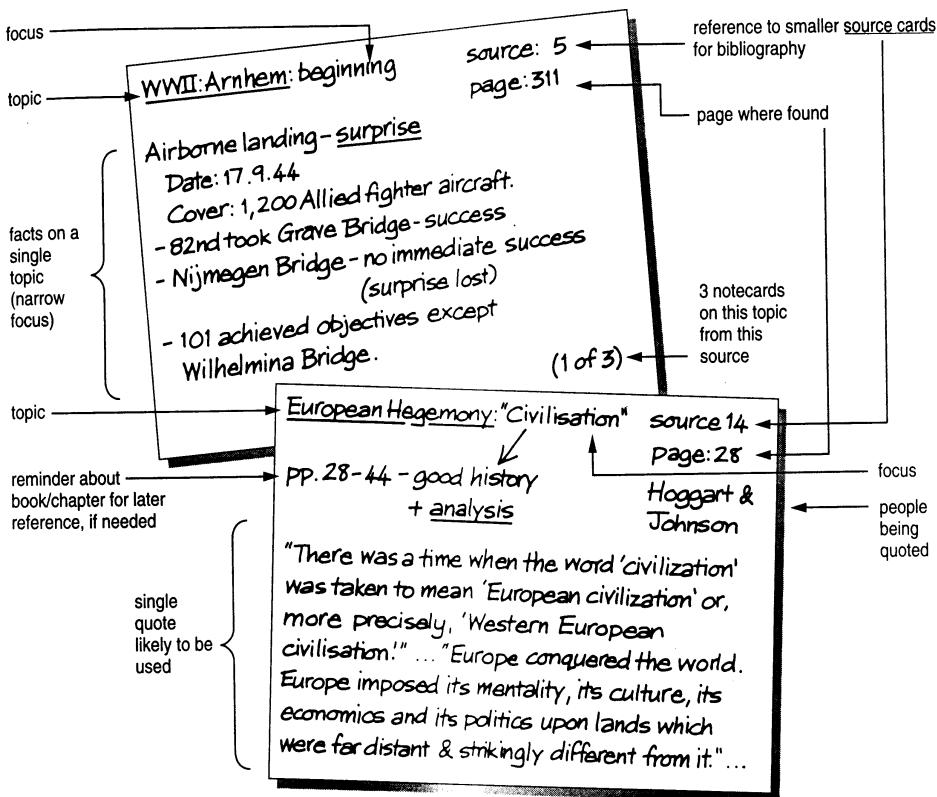 focus
topic
facts on a
single
topic
(narrow
focus)
WWII: Arnhem: beginning
source: 5
page: 311
Airborne landing - surprise
Date: 17.9.44
Cover: 1,200 Allied fighter aircraft.
- 82nd took Grave Bridge - success
- Nijmegen Bridge - no immediate success
(surprise lost)
- 101 achieved objectives except
Wilhelmina Bridge.
(1 of 3)
reference to smaller source cards
for bibliography
page where found
3 notecards
on this topic
from this
source
topic
reminder about
book/chapter for later
reference, if needed
single
quote
likely to be
used
European Hegemony: "Civilisation"
source 14
page: 28
pp. 28-44 - good history
+ analysis
Hoggart &
Johnson
"There was a time when the word 'civilization'
was taken to mean 'European civilization' or,
more precisely, 'Western European
civilisation.'" ... "Europe conquered the world.
Europe imposed its mentality, its culture, its
economics and its politics upon lands which
were far distant & strikingly different from it."...
focus
people
being
quoted